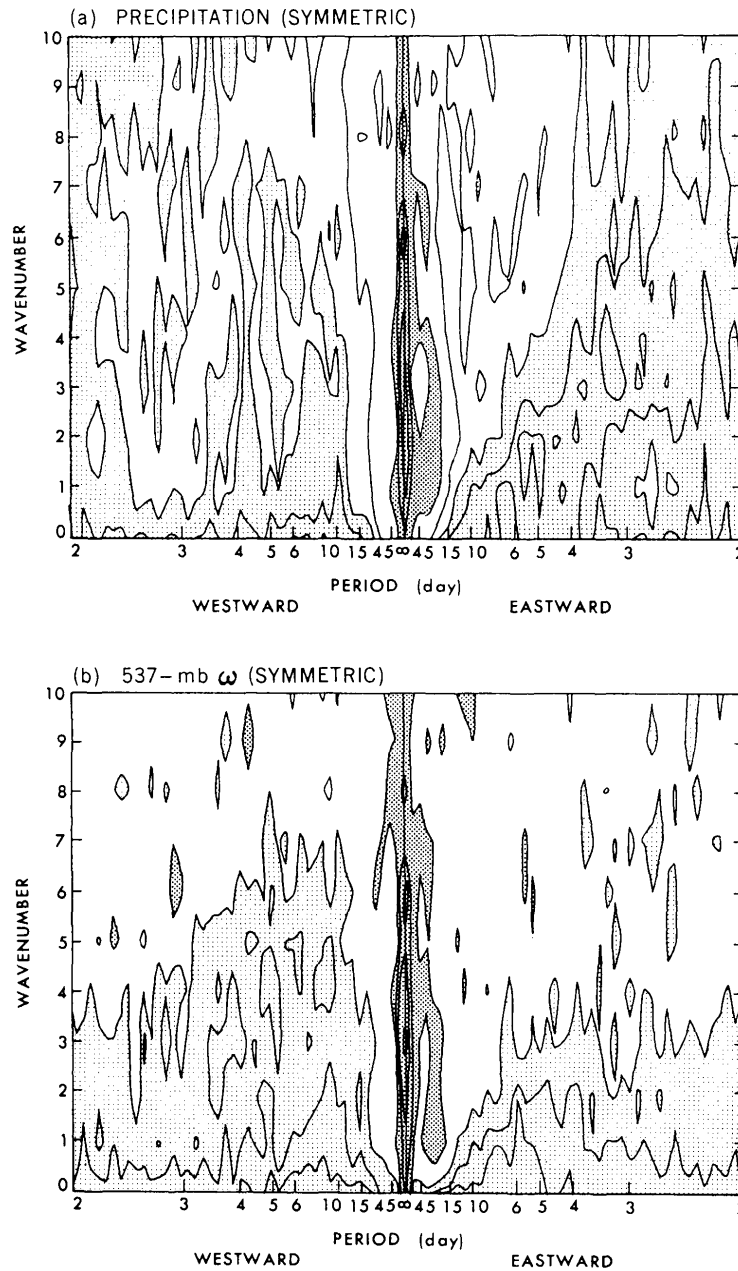 (a) PRECIPITATION (SYMMETRIC)
10
9
8
7
6
5
4
3
2
1
0
WAVENUMBER
2 3 4 5 6 10 15 45 ∞ 45 15 10 6 5 4 3 2
PERIOD (day)
WESTWARD EASTWARD
(b) 537-mb ω (SYMMETRIC)
10
9
8
7
6
5
4
3
2
1
0
WAVENUMBER
2 3 4 5 6 10 15 45 ∞ 45 15 10 6 5 4 3 2
PERIOD (day)
WESTWARD EASTWARD